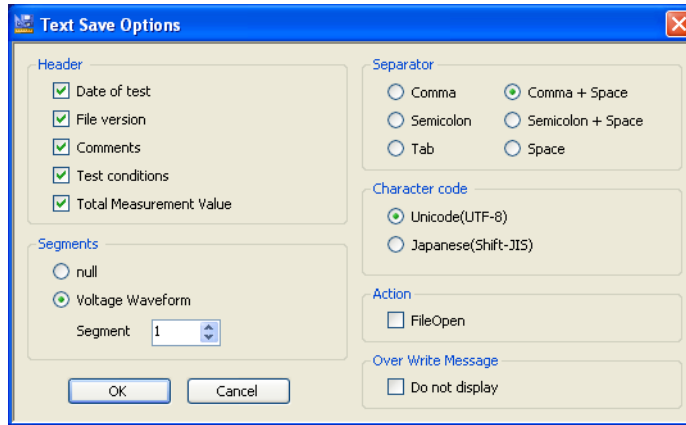 Text Save Options
Header
Date of test
File version
Comments
Test conditions
Total Measurement Value
Segments
null
Voltage Waveform
Segment 1
OK Cancel
Separator
Comma Comma + Space
Semicolon Semicolon + Space
Tab Space
Character code
Unicode(UTF-8)
Japanese(Shift-JIS)
Action
FileOpen
Over Write Message
Do not display